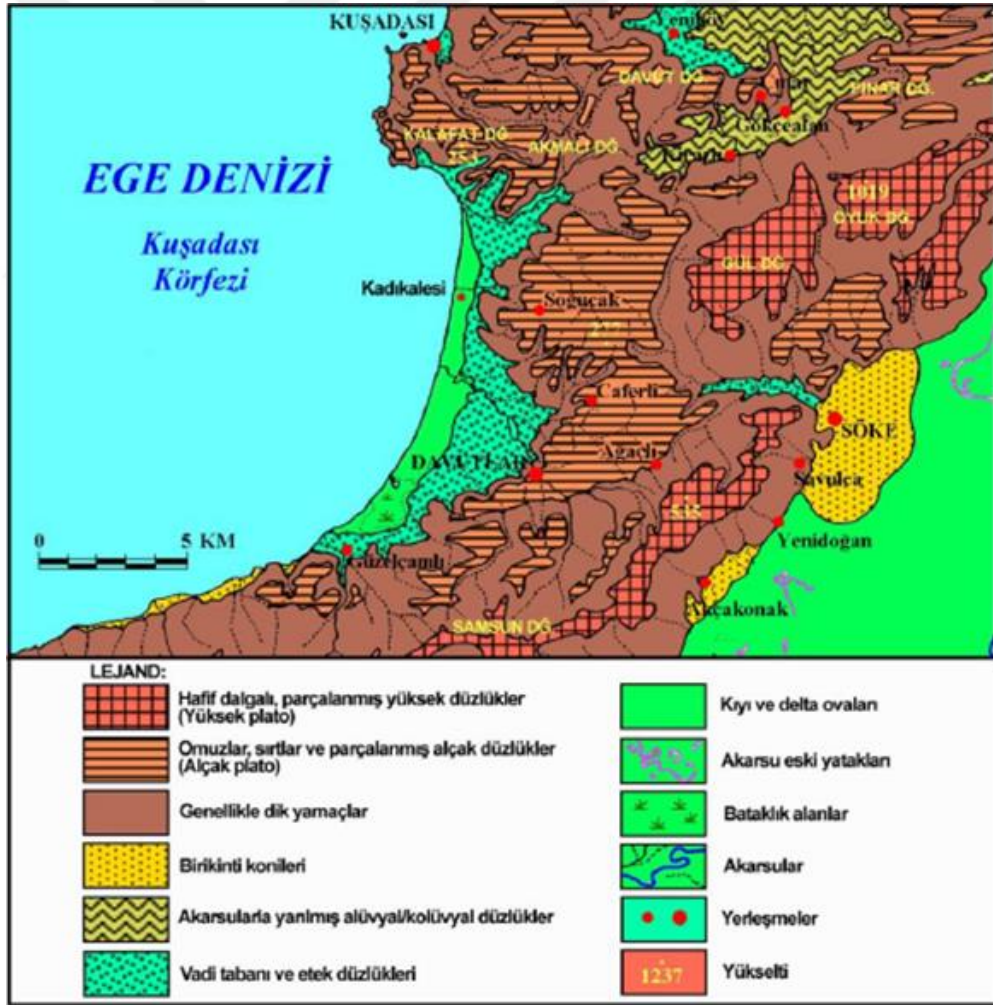 KUŞADASI
Yeniköy
DAVUT DĞ.
PINAR DĞ.
Gökçealan
KALAFAT DĞ.
AKMALI DĞ.
EGE DENİZİ
Kuşadası
Körfezi
1019
OYUK DĞ.
GÜL DĞ.
Kadıkalesi
Soğucak
277
Caferli
SÖKE
DAVUTLAR
Ağaçlı
Savulca
0 5 KM
Yenidoğan
Güzelçamlı
Akçakonak
SAMSUN DĞ.
LEJAND:
Hafif dalgalı, parçalanmış yüksek düzlükler
(Yüksek plato)
Omuzlar, sırtlar ve parçalanmış alçak düzlükler
(Alçak plato)
Genellikle dik yamaçlar
Birikinti konileri
Akarsularla yarılmış alüvyal/kolüvyal düzlükler
Vadi tabanı ve etek düzlükleri
Kıyı ve delta ovaları
Akarsu eski yatakları
Bataklık alanlar
Akarsular
Yerleşmeler
1237
Yükselti